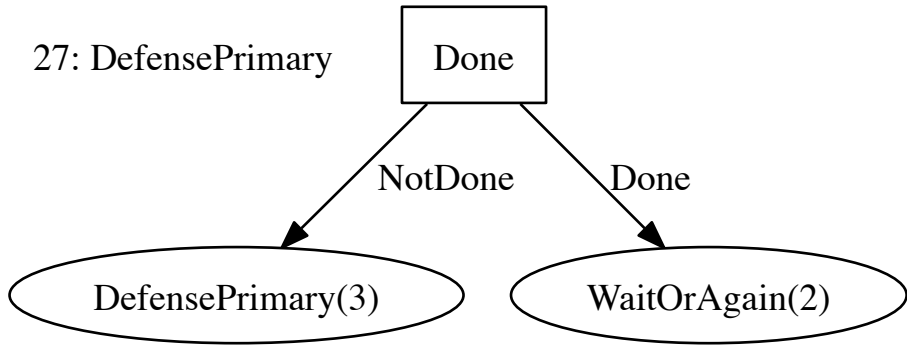 27: DefensePrimary
Done
NotDone
Done
DefensePrimary(3)
WaitOrAgain(2)